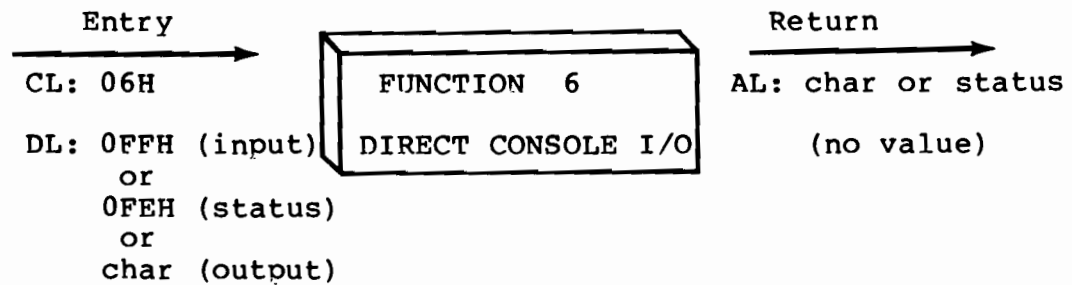 Entry
CL: 06H
DL: 0FFH (input)
or
0FEH (status)
or
char (output)
FUNCTION 6
DIRECT CONSOLE I/O
Return
AL: char or status
(no value)